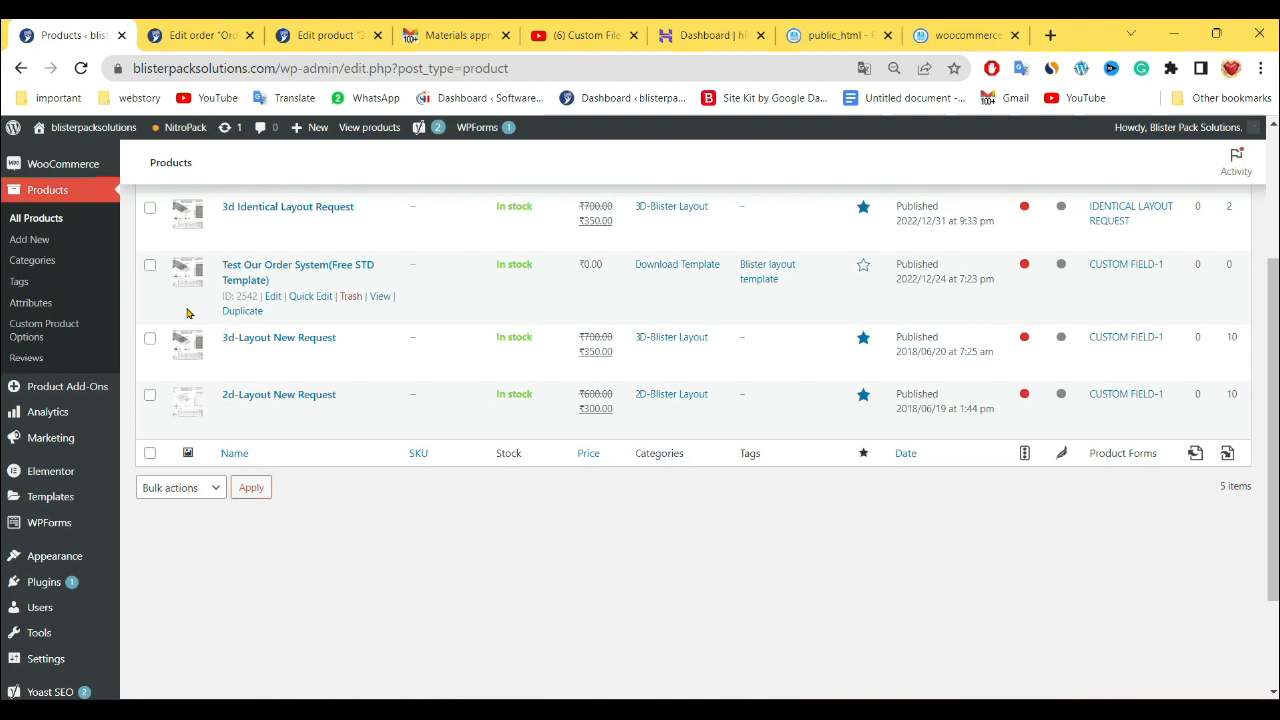 Products ‹ blist
Edit order "Ord
Edit product "3
Materials appr
(6) Custom File
Dashboard | hP
public_html - F
woocommerce
blisterpacksolutions.com/wp-admin/edit.php?post_type=product
important
webstory
YouTube
Translate
WhatsApp
Dashboard ‹ Software...
Dashboard ‹ blisterpa...
Site Kit by Google Da...
Untitled document -...
Gmail
YouTube
Other bookmarks
blisterpacksolutions
NitroPack
1
0
New
View products
2
WPForms
1
Howdy, Blister Pack Solutions.
WooCommerce
Products
All Products
Add New
Categories
Tags
Attributes
Custom Product
Options
Reviews
Product Add-Ons
Analytics
Marketing
Elementor
Templates
WPForms
Appearance
Plugins 1
Users
Tools
Settings
Yoast SEO 2
Products
Activity
3d Identical Layout Request
–
In stock
₹700.00
₹350.00
3D-Blister Layout
–
Published
2022/12/31 at 9:33 pm
IDENTICAL LAYOUT
REQUEST
0
2
Test Our Order System(Free STD
Template)
ID: 2542 | Edit | Quick Edit | Trash | View |
Duplicate
–
In stock
₹0.00
Download Template
Blister layout
template
Published
2022/12/24 at 7:23 pm
CUSTOM FIELD-1
0
0
3d-Layout New Request
–
In stock
₹700.00
₹350.00
3D-Blister Layout
–
Published
2018/06/20 at 7:25 am
CUSTOM FIELD-1
0
10
2d-Layout New Request
–
In stock
₹600.00
₹300.00
2D-Blister Layout
–
Published
2018/06/19 at 1:44 pm
CUSTOM FIELD-1
0
10
Name
SKU
Stock
Price
Categories
Tags
Date
Product Forms
Bulk actions
Apply
5 items